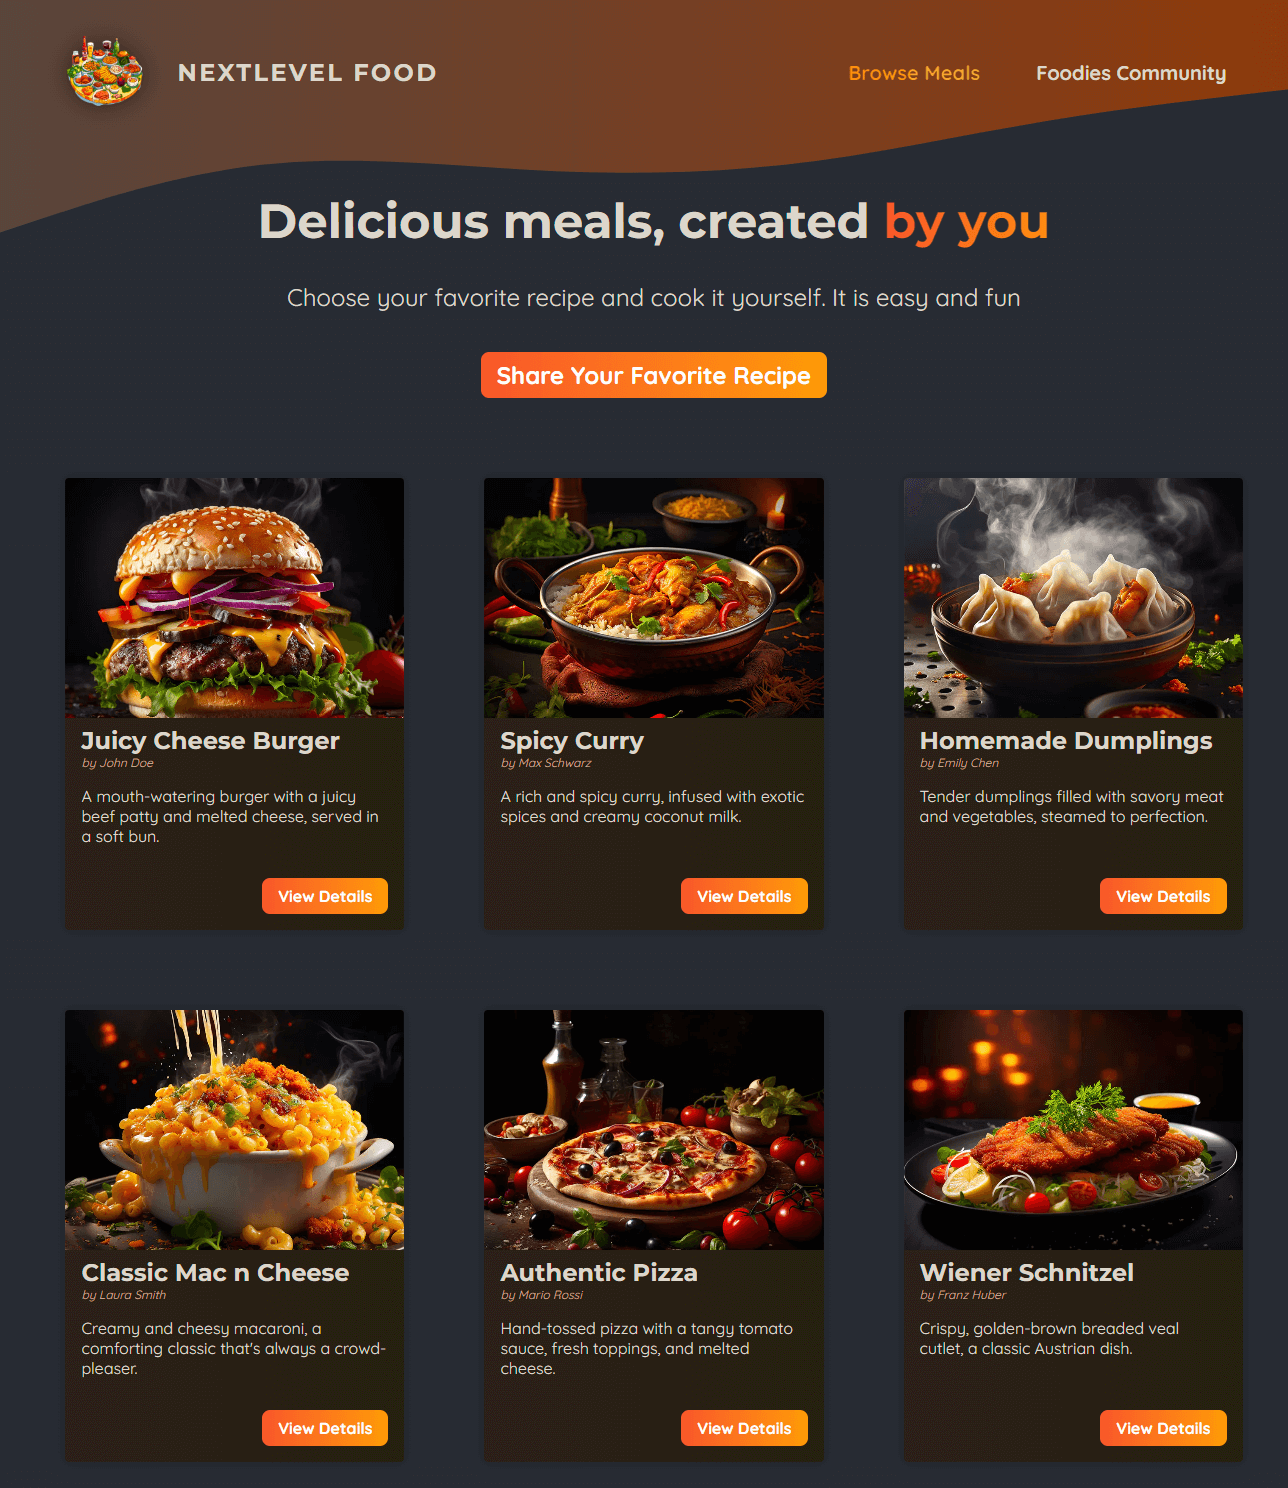 NEXTLEVEL FOOD
Browse Meals
Foodies Community
Delicious meals, created by you
Choose your favorite recipe and cook it yourself. It is easy and fun
Share Your Favorite Recipe
Juicy Cheese Burger
by John Doe
A mouth-watering burger with a juicy
beef patty and melted cheese, served in
a soft bun.
View Details
Spicy Curry
by Max Schwarz
A rich and spicy curry, infused with exotic
spices and creamy coconut milk.
View Details
Homemade Dumplings
by Emily Chen
Tender dumplings filled with savory meat
and vegetables, steamed to perfection.
View Details
Classic Mac n Cheese
by Laura Smith
Creamy and cheesy macaroni, a
comforting classic that's always a crowd-
pleaser.
View Details
Authentic Pizza
by Mario Rossi
Hand-tossed pizza with a tangy tomato
sauce, fresh toppings, and melted
cheese.
View Details
Wiener Schnitzel
by Franz Huber
Crispy, golden-brown breaded veal
cutlet, a classic Austrian dish.
View Details